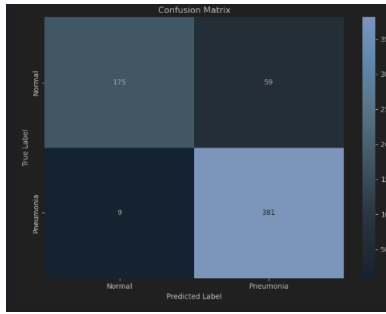 Confusion Matrix
Normal
175
59
Pneumonia
9
381
True Label
Normal
Pneumonia
Predicted Label